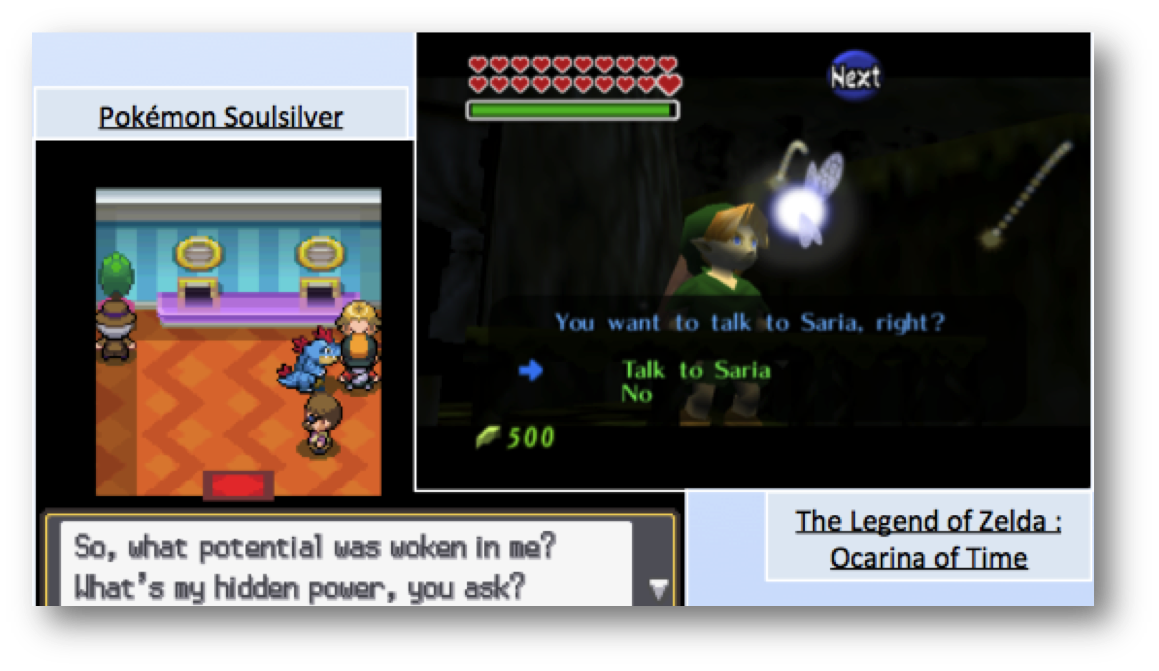 Pokémon Soulsilver
So, what potential was woken in me?
What's my hidden power, you ask?
Next
You want to talk to Saria, right?
Talk to Saria
No
500
The Legend of Zelda :
Ocarina of Time